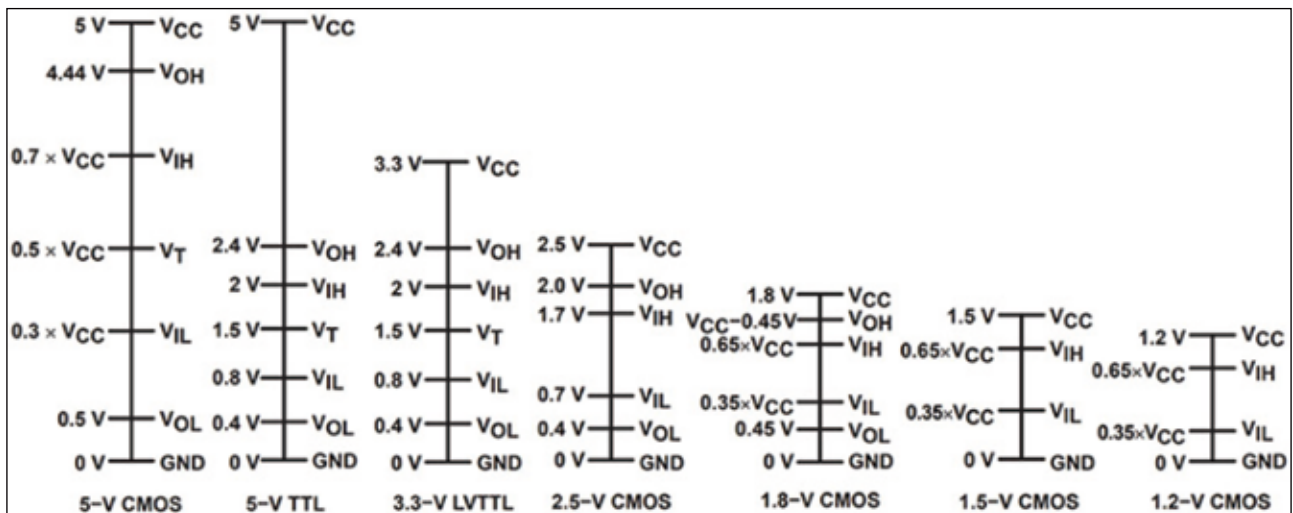 5 V VCC
4.44 V VOH
0.7 × VCC VIH
0.5 × VCC VT
0.3 × VCC VIL
0.5 V VOL
0 V GND
5–V CMOS
5 V VCC
2.4 V VOH
2 V VIH
1.5 V VT
0.8 V VIL
0.4 V VOL
0 V GND
5–V TTL
3.3 V VCC
2.4 V VOH
2 V VIH
1.5 V VT
0.8 V VIL
0.4 V VOL
0 V GND
3.3–V LVTTL
2.5 V VCC
2.0 V VOH
1.7 V VIH
0.7 V VIL
0.4 V VOL
0 V GND
2.5–V CMOS
1.8 V VCC
VCC–0.45V VOH
0.65×VCC VIH
0.35×VCC VIL
0.45 V VOL
0 V GND
1.8–V CMOS
1.5 V VCC
0.65×VCC VIH
0.35×VCC VIL
0 V GND
1.5–V CMOS
1.2 V VCC
0.65×VCC VIH
0.35×VCC VIL
0 V GND
1.2–V CMOS